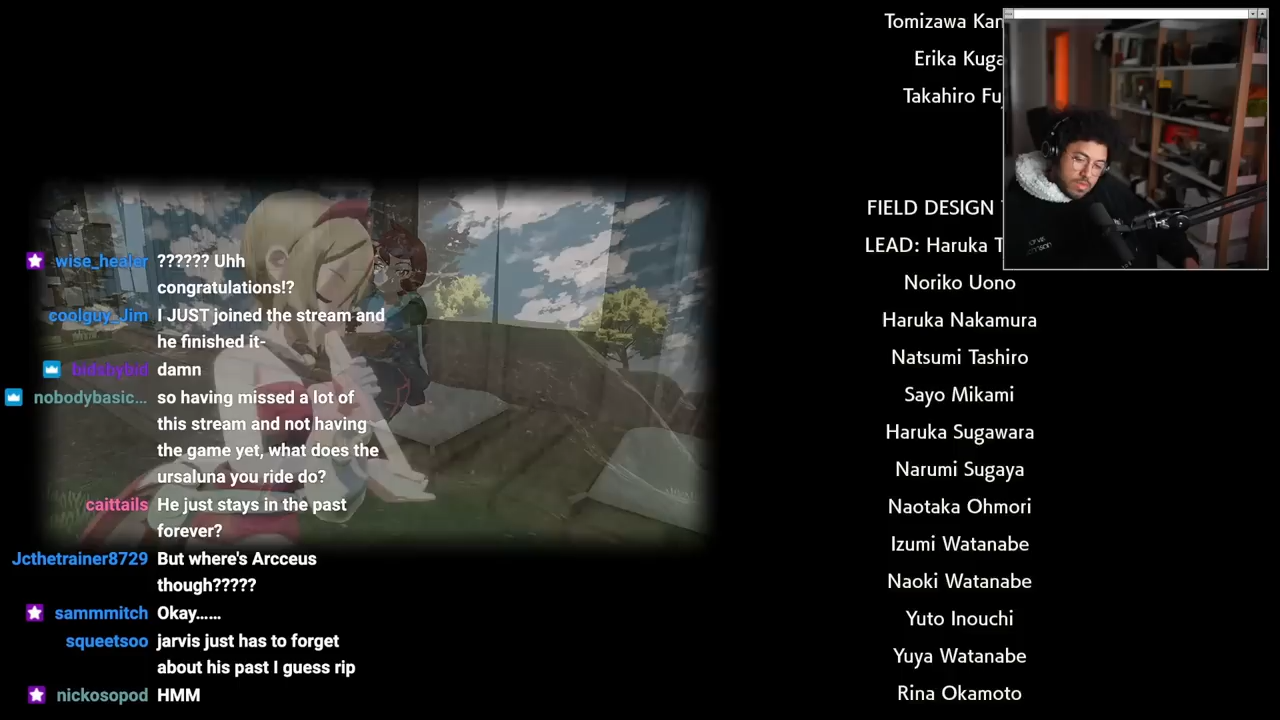 wise_healer ?????? Uhh
congratulations!?
coolguy_Jim I JUST joined the stream and
he finished it-
bidsbybid damn
nobodybasic... so having missed a lot of
this stream and not having
the game yet, what does the
ursaluna you ride do?
caittails He just stays in the past
forever?
Jcthetrainer8729 But where's Arcceus
though?????
sammmitch Okay......
squeetsoo jarvis just has to forget
about his past I guess rip
nickosopod HMM
Tomizawa Kan
Erika Kuga
Takahiro Fuj
FIELD DESIGN
LEAD: Haruka T
Noriko Uono
Haruka Nakamura
Natsumi Tashiro
Sayo Mikami
Haruka Sugawara
Narumi Sugaya
Naotaka Ohmori
Izumi Watanabe
Naoki Watanabe
Yuto Inouchi
Yuya Watanabe
Rina Okamoto